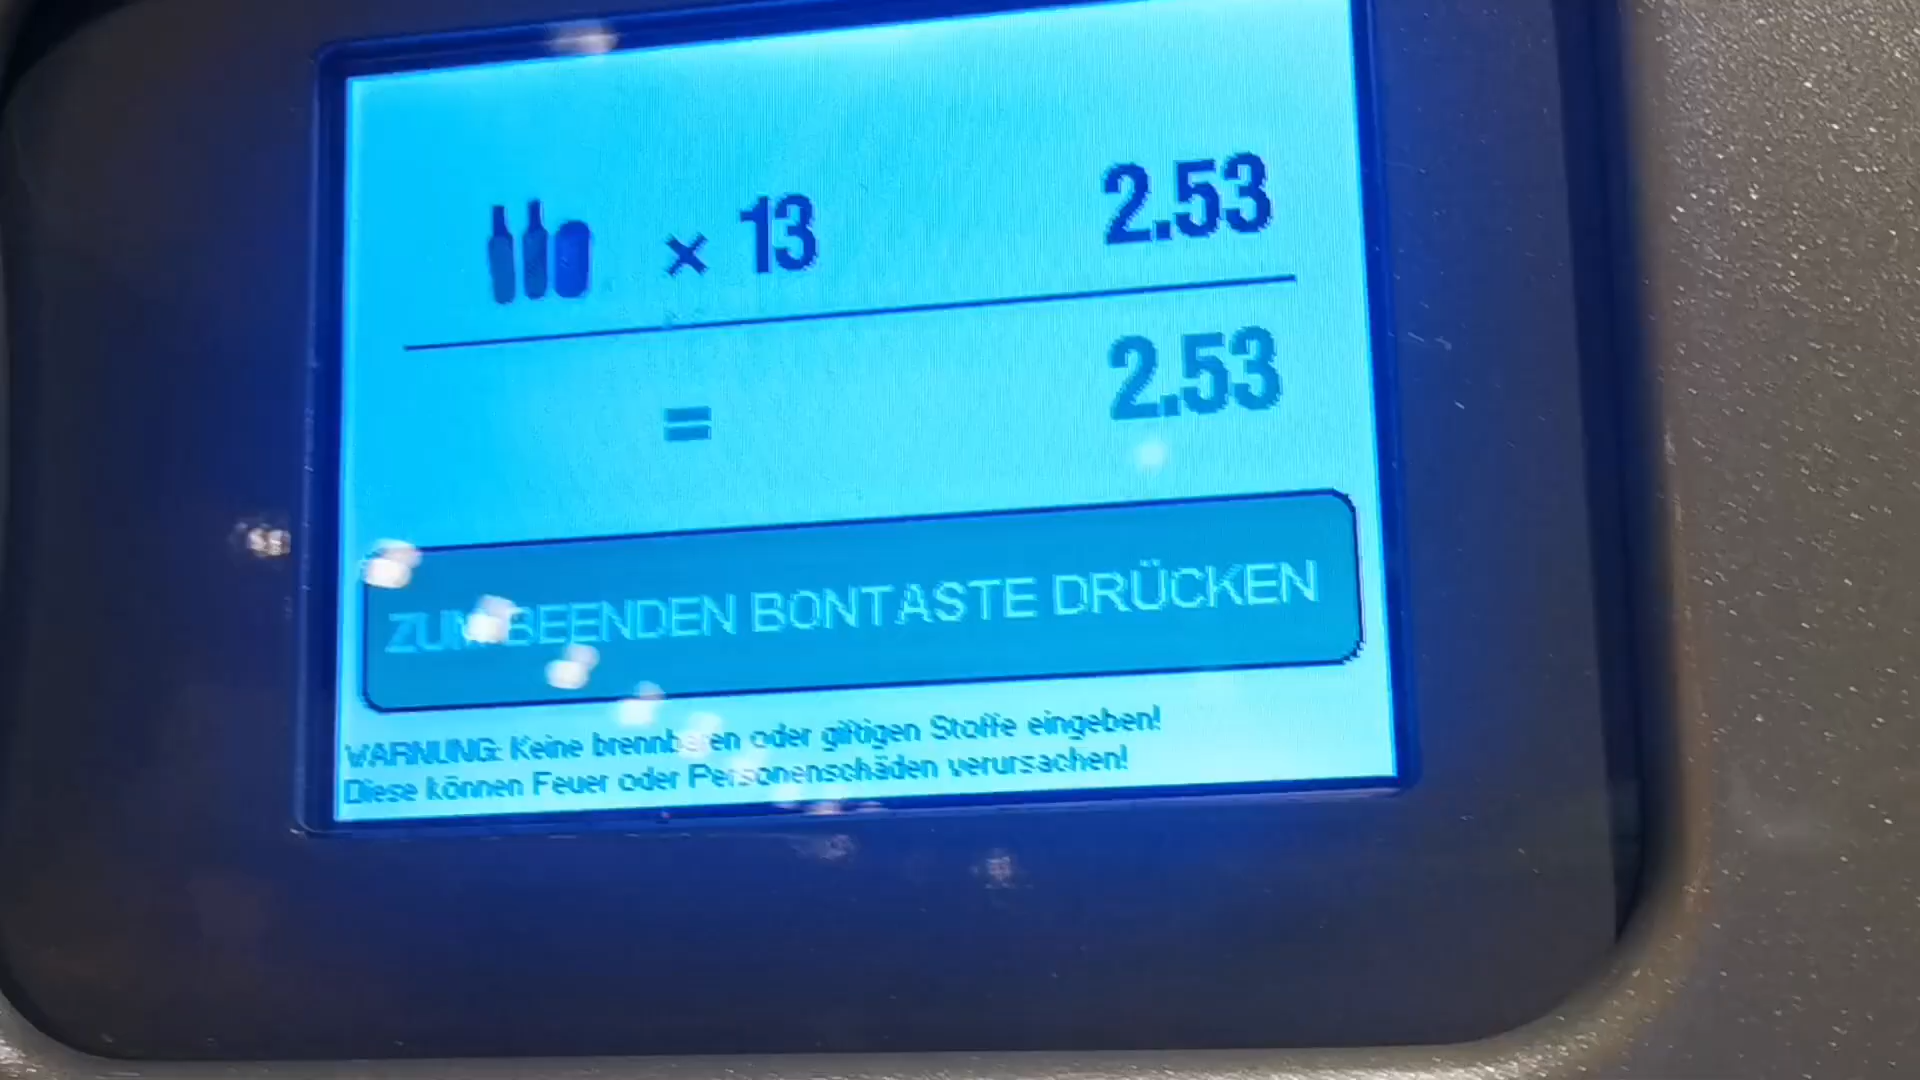 × 13 2.53
= 2.53
ZUM BEENDEN BONTASTE DRÜCKEN
WARNUNG: Keine brennbaren oder giftigen Stoffe eingeben!
Diese können Feuer oder Personenschäden verursachen!